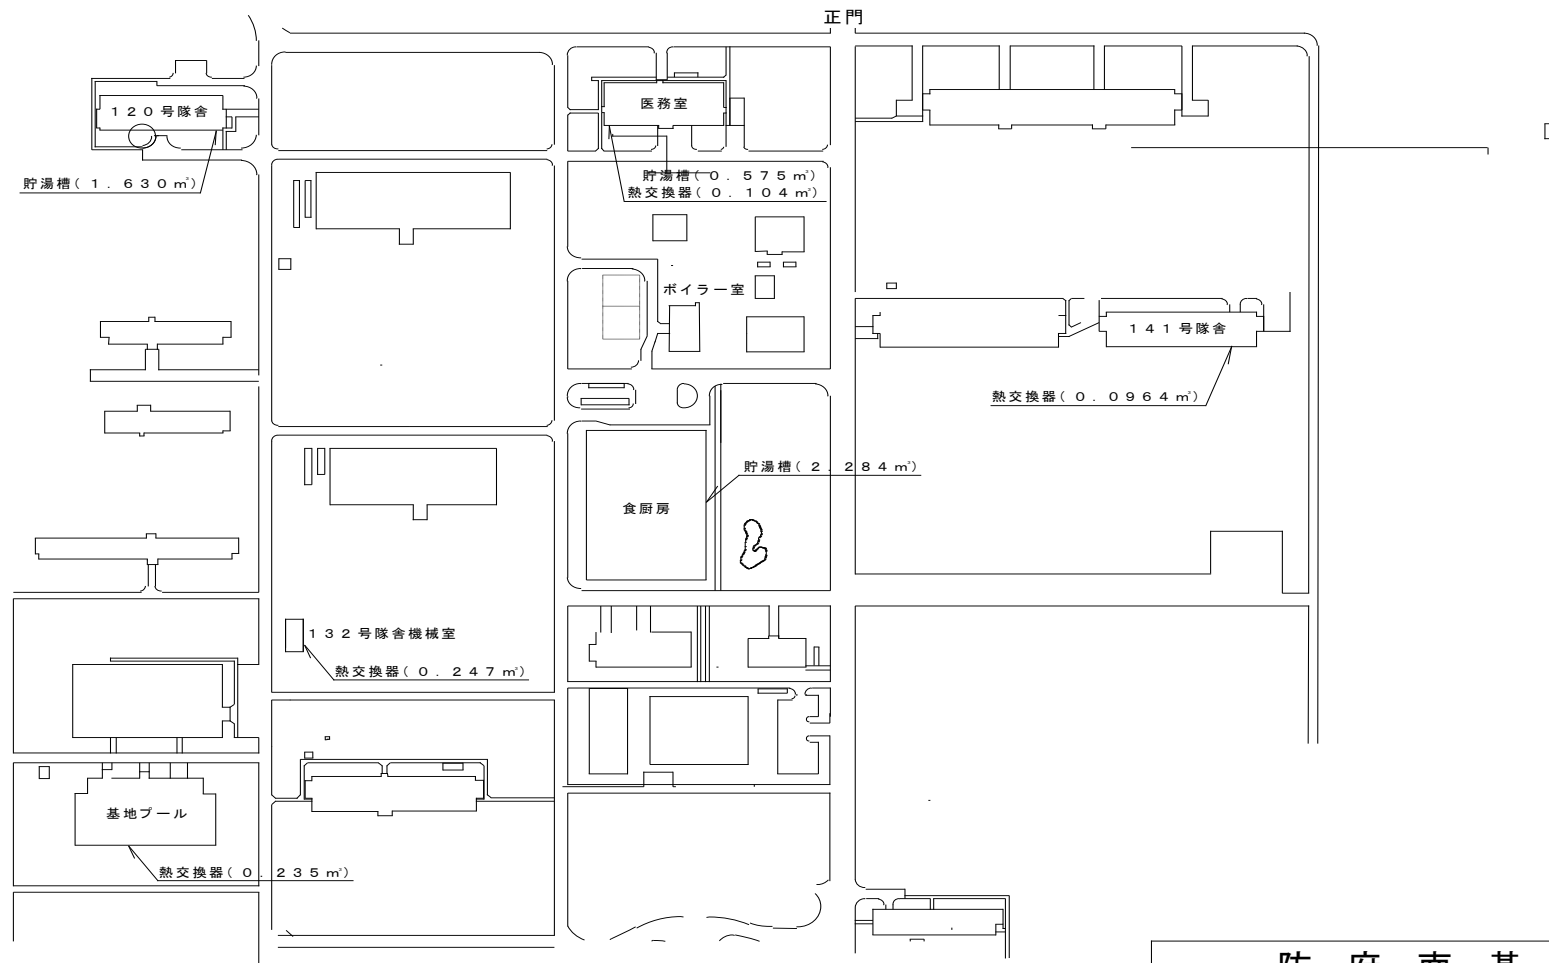 正門
120号隊舎
医務室
貯湯槽(1.630㎥)
貯湯槽(0.575㎥)
熱交換器(0.104㎥)
ボイラー室
141号隊舎
熱交換器(0.0964㎥)
貯湯槽(2.284㎥)
食厨房
132号隊舎機械室
熱交換器(0.247㎥)
基地プール
熱交換器(0.235㎥)
防府南基